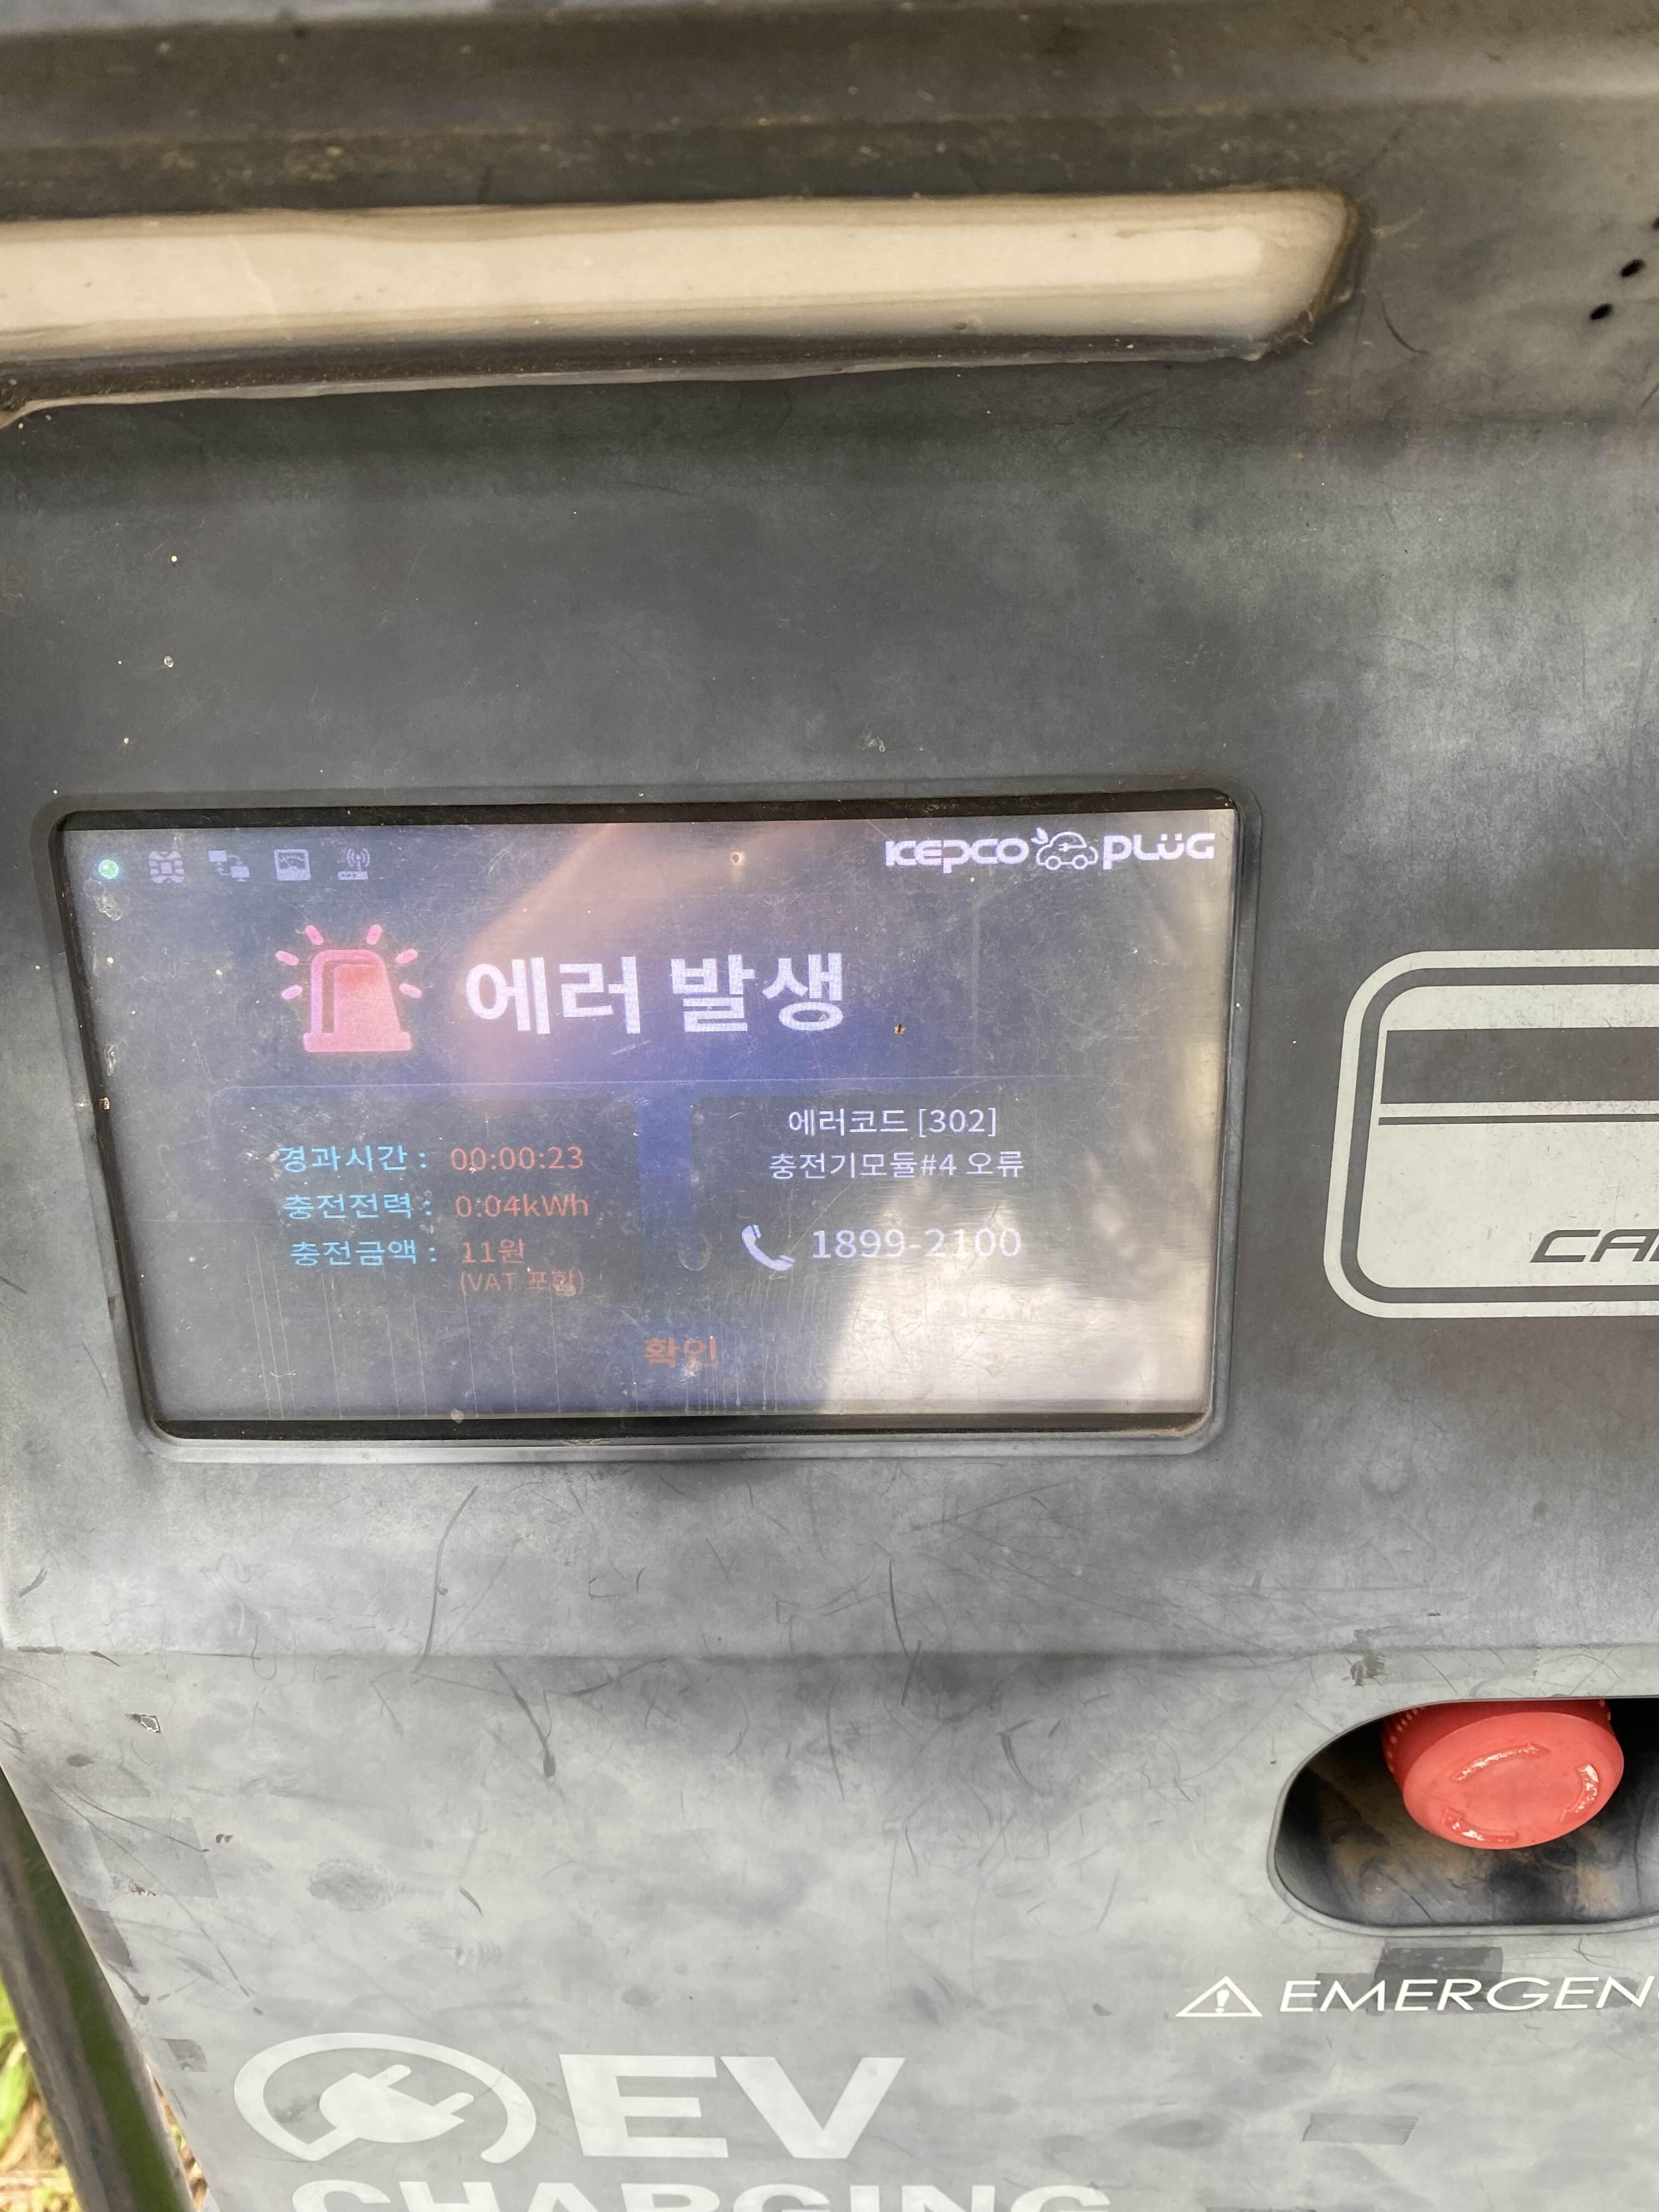 KEPCO PLUG
에러 발생
경과시간 : 00:00:23
충전전력 : 0.04kWh
충전금액 : 11원
(VAT 포함)
에러코드 [302]
충전기모듈#4 오류
1899-2100
확인
EV
CHARGING